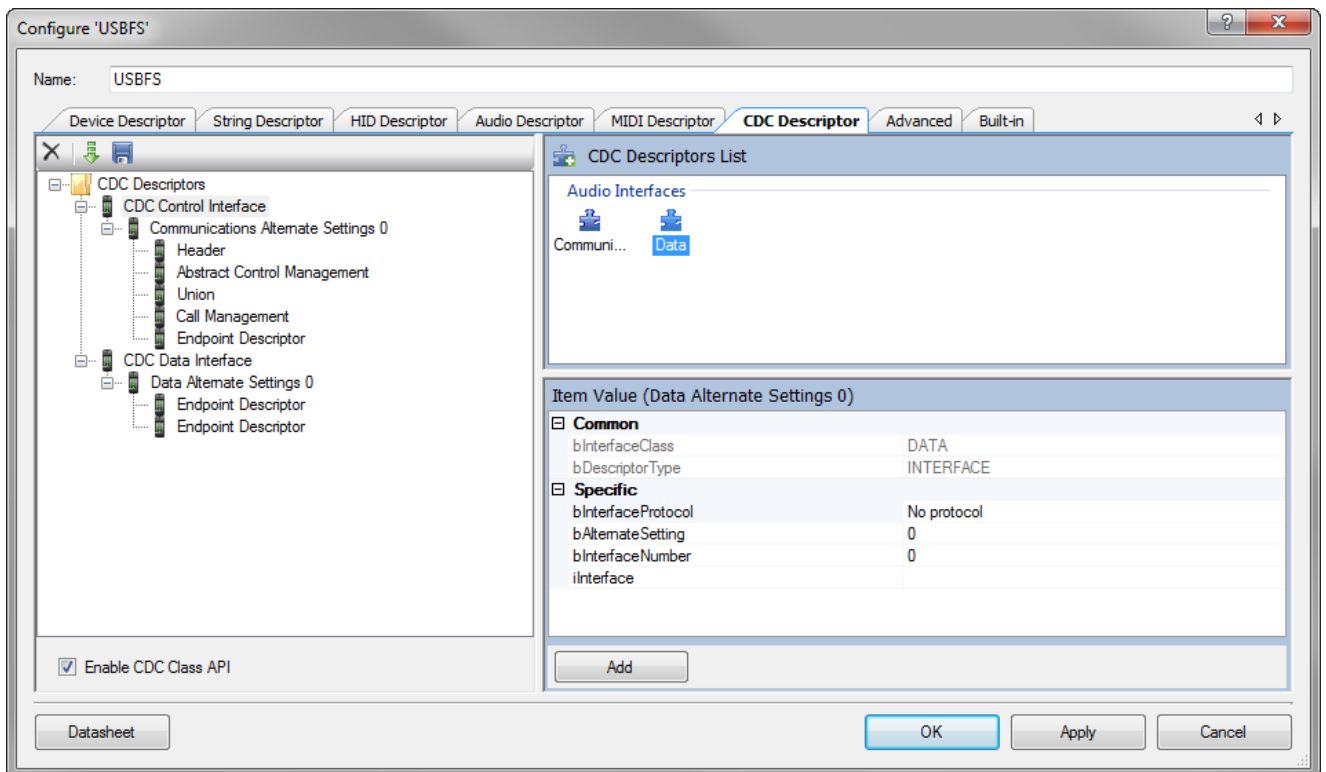 Configure 'USBFS'
Name: USBFS
Device Descriptor String Descriptor HID Descriptor Audio Descriptor MIDI Descriptor CDC Descriptor Advanced Built-in
CDC Descriptors
CDC Control Interface
Communications Alternate Settings 0
Header
Abstract Control Management
Union
Call Management
Endpoint Descriptor
CDC Data Interface
Data Alternate Settings 0
Endpoint Descriptor
Endpoint Descriptor
Enable CDC Class API
CDC Descriptors List
Audio Interfaces
Communi... Data
Item Value (Data Alternate Settings 0)
Common
bInterfaceClass DATA
bDescriptorType INTERFACE
Specific
bInterfaceProtocol No protocol
bAlternateSetting 0
bInterfaceNumber 0
iInterface
Add
Datasheet OK Apply Cancel